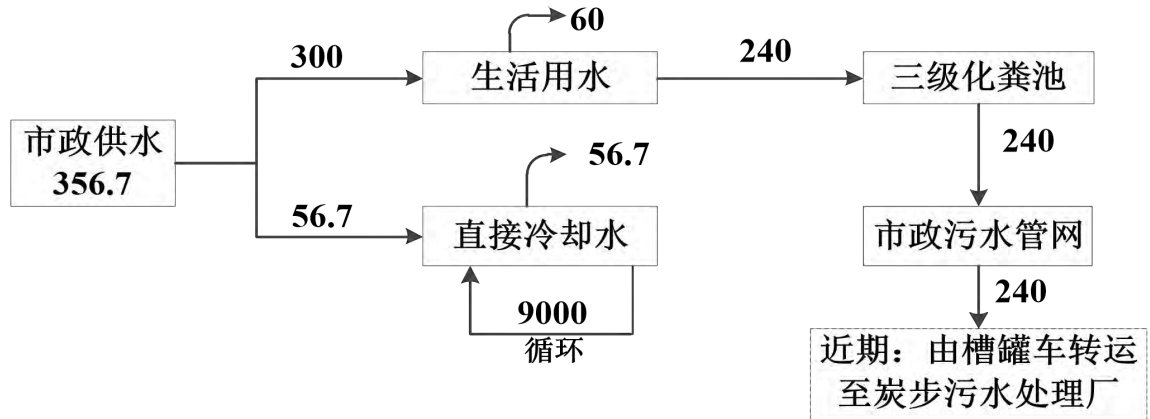 60
300
生活用水
240
三级化粪池
市政供水
356.7
56.7
240
56.7
直接冷却水
市政污水管网
9000
循环
240
近期：由槽罐车转运
至炭步污水处理厂